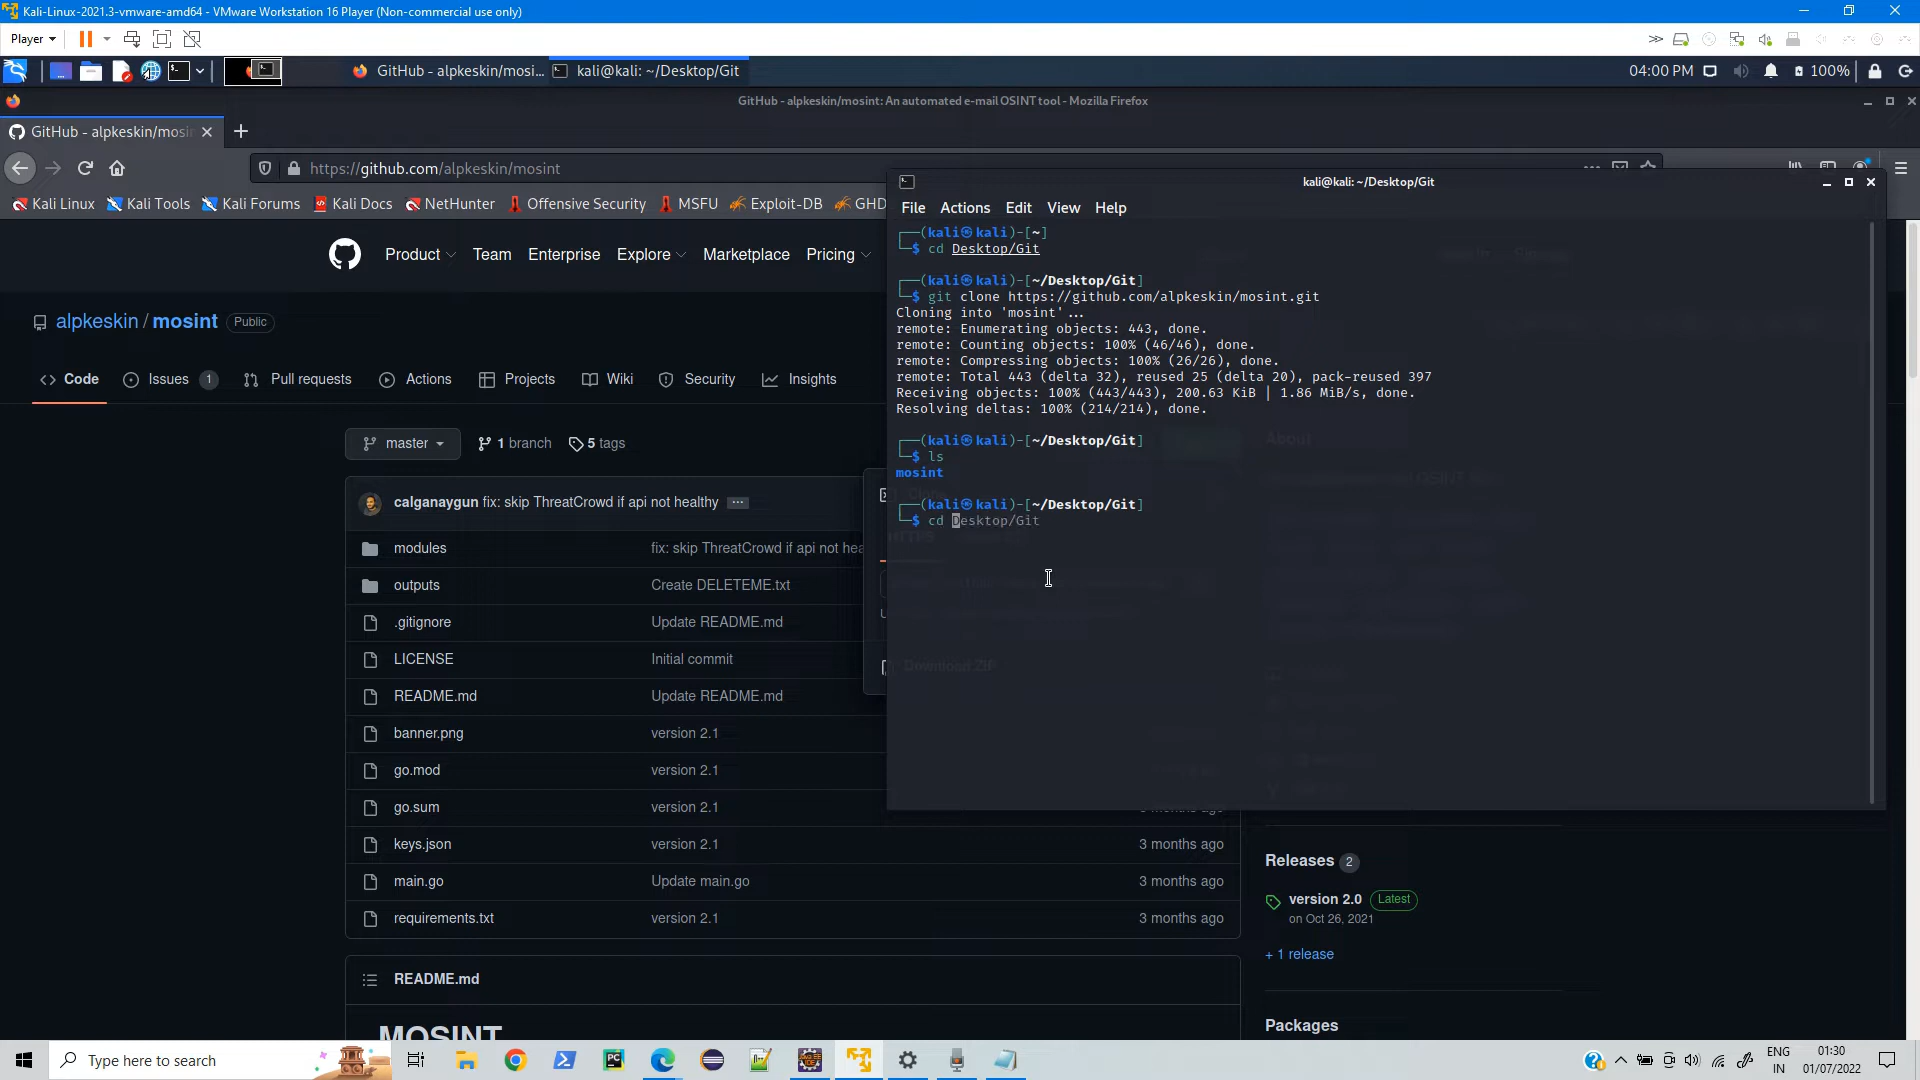 Kali-Linux-2021.3-vmware-amd64 - VMware Workstation 16 Player (Non-commercial use only)
Player
GitHub - alpkeskin/mosi...
kali@kali: ~/Desktop/Git
04:00 PM
100%
GitHub - alpkeskin/mosint: An automated e-mail OSINT tool - Mozilla Firefox
GitHub - alpkeskin/mosi
https://github.com/alpkeskin/mosint
Kali Linux
Kali Tools
Kali Forums
Kali Docs
NetHunter
Offensive Security
MSFU
Exploit-DB
GHD
Product
Team
Enterprise
Explore
Marketplace
Pricing
alpkeskin / mosint
Public
Code
Issues 1
Pull requests
Actions
Projects
Wiki
Security
Insights
master
1 branch
5 tags
calganaygun fix: skip ThreatCrowd if api not healthy ...
modules fix: skip ThreatCrowd if api not hea
outputs Create DELETEME.txt
.gitignore Update README.md
LICENSE Initial commit
README.md Update README.md
banner.png version 2.1
go.mod version 2.1
go.sum version 2.1
keys.json version 2.1 3 months ago
main.go Update main.go 3 months ago
requirements.txt version 2.1 3 months ago
README.md
MOSINT
kali@kali: ~/Desktop/Git
File Actions Edit View Help
┌──(kali㉿kali)-[~]
└─$ cd Desktop/Git
┌──(kali㉿kali)-[~/Desktop/Git]
└─$ git clone https://github.com/alpkeskin/mosint.git
Cloning into 'mosint'...
remote: Enumerating objects: 443, done.
remote: Counting objects: 100% (46/46), done.
remote: Compressing objects: 100% (26/26), done.
remote: Total 443 (delta 32), reused 25 (delta 20), pack-reused 397
Receiving objects: 100% (443/443), 200.63 KiB | 1.86 MiB/s, done.
Resolving deltas: 100% (214/214), done.
┌──(kali㉿kali)-[~/Desktop/Git]
└─$ ls
mosint
┌──(kali㉿kali)-[~/Desktop/Git]
└─$ cd Desktop/Git
About
Download ZIP
Releases 2
version 2.0 Latest
on Oct 26, 2021
+ 1 release
Packages
Type here to search
ENG
IN
01:30
01/07/2022